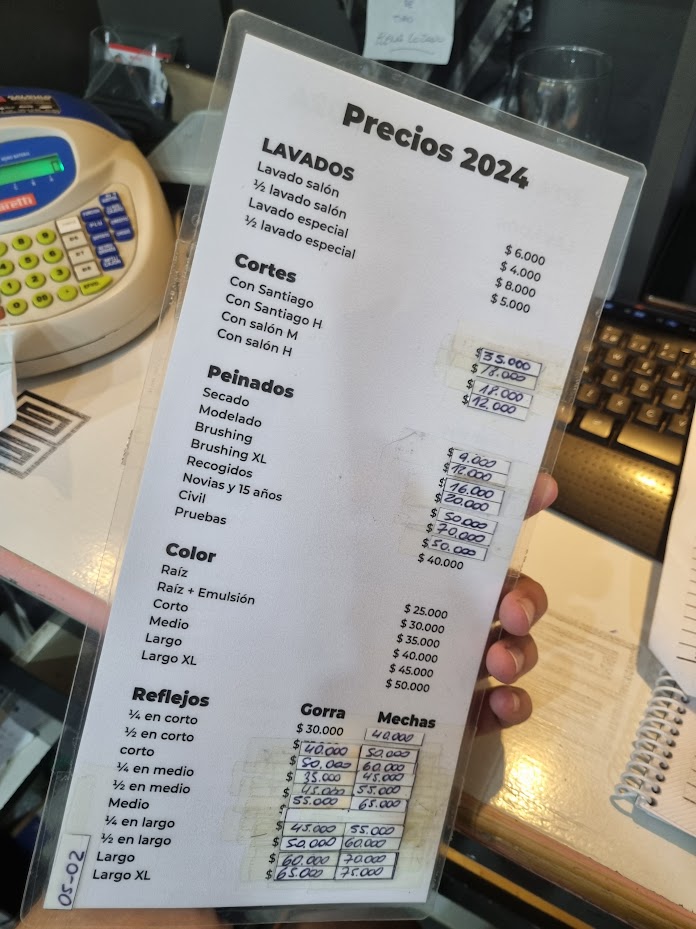 Precios 2024
LAVADOS
Lavado salón $ 6.000
½ lavado salón $ 4.000
Lavado especial $ 8.000
½ lavado especial $ 5.000
Cortes
Con Santiago $ 35.000
Con Santiago H $ 18.000
Con salón M $ 18.000
Con salón H $ 12.000
Peinados
Secado $ 9.000
Modelado $
Brushing $ 16.000
Brushing XL $ 20.000
Recogidos $ 50.000
Novias y 15 años $ 70.000
Civil $ 50.000
Pruebas $ 40.000
Color
Raíz $ 25.000
Raíz + Emulsión $ 30.000
Corto $ 35.000
Medio $ 40.000
Largo $ 45.000
Largo XL $ 50.000
Reflejos Gorra Mechas
¼ en corto $ 30.000 40.000
½ en corto $ 40.000 50.000
corto $ 50.000 60.000
¼ en medio $ 35.000 45.000
½ en medio $ 45.000 55.000
Medio $ 55.000 65.000
¼ en largo $ 45.000 55.000
½ en largo $ 50.000 60.000
Largo $ 60.000 70.000
Largo XL $ 65.000 75.000
05-02